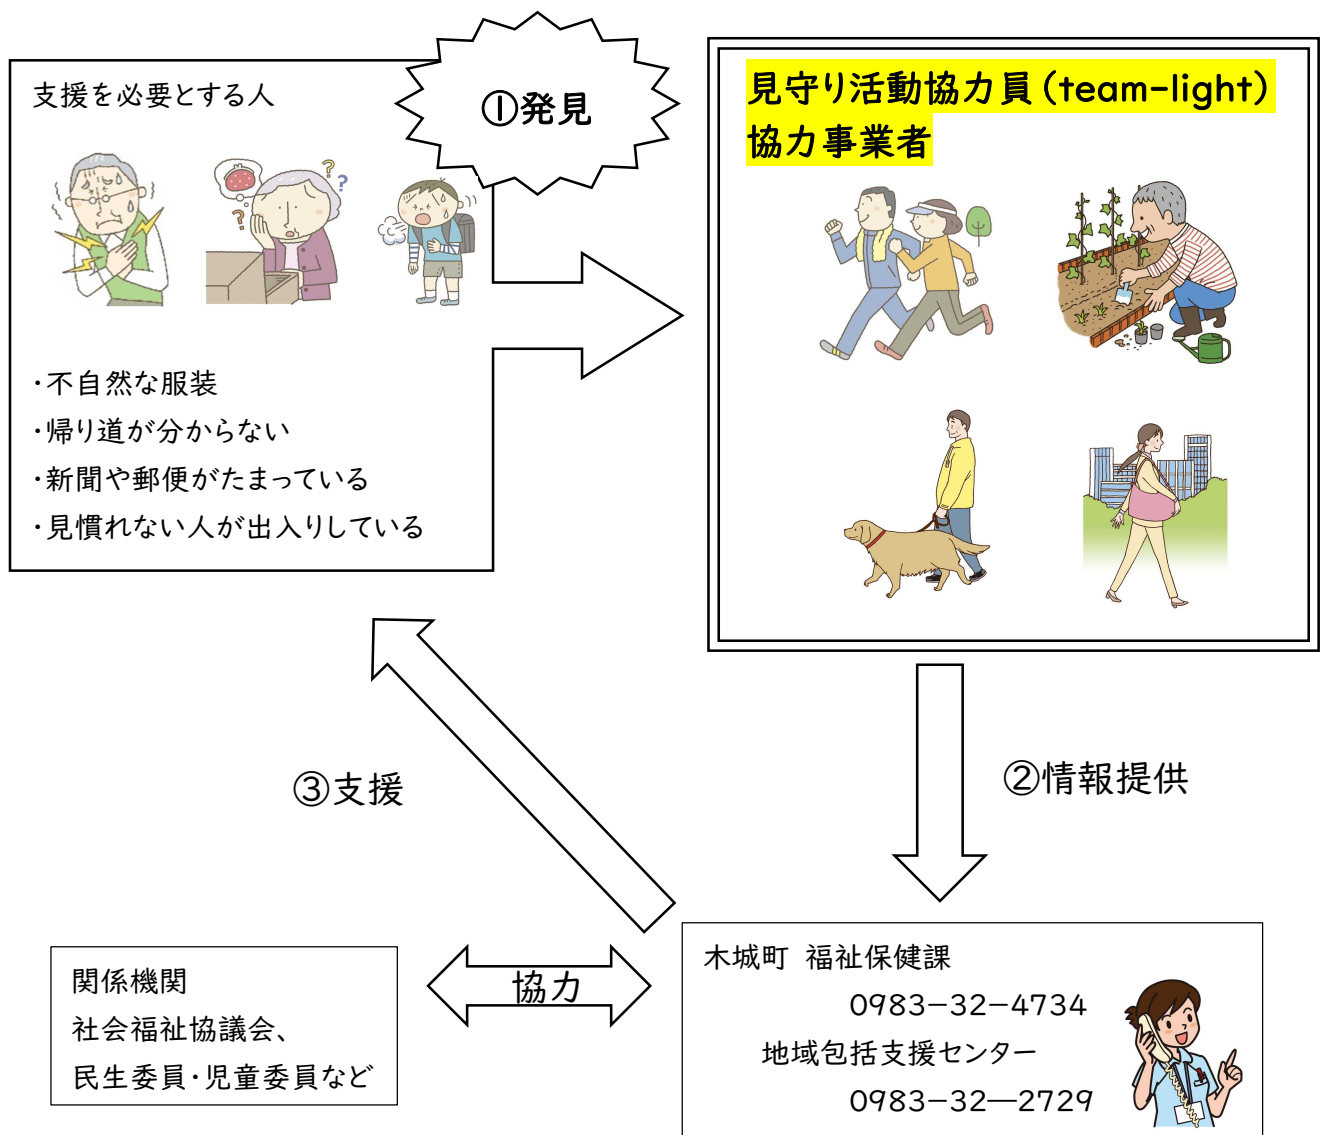 支援を必要とする人
①発見
?
?
?
・不自然な服装
・帰り道が分からない
・新聞や郵便がたまっている
・見慣れない人が出入りしている
見守り活動協力員(team-light)
協力事業者
②情報提供
③支援
関係機関
社会福祉協議会、
民生委員・児童委員など
協力
木城町 福祉保健課
0983-32-4734
地域包括支援センター
0983-32—2729